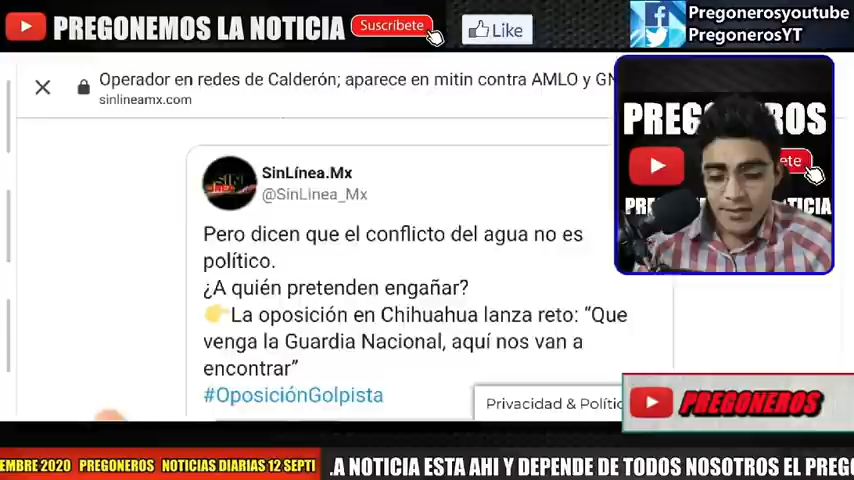 PREGONEMOS LA NOTICIA
Suscríbete
Like
Pregonerosyoutube
PregonerosYT
Operador en redes de Calderón; aparece en mitin contra AMLO y GN
sinlineamx.com
SinLínea.Mx
@SinLinea_Mx
Pero dicen que el conflicto del agua no es
político.
¿A quién pretenden engañar?
👉La oposición en Chihuahua lanza reto: “Que
venga la Guardia Nacional, aquí nos van a
encontrar”
#OposiciónGolpista
Privacidad & Polític
PREGONEROS
EMBRE 2020 PREGONEROS NOTICIAS DIARIAS 12 SEPTI
.A NOTICIA ESTA AHI Y DEPENDE DE TODOS NOSOTROS EL PREGO